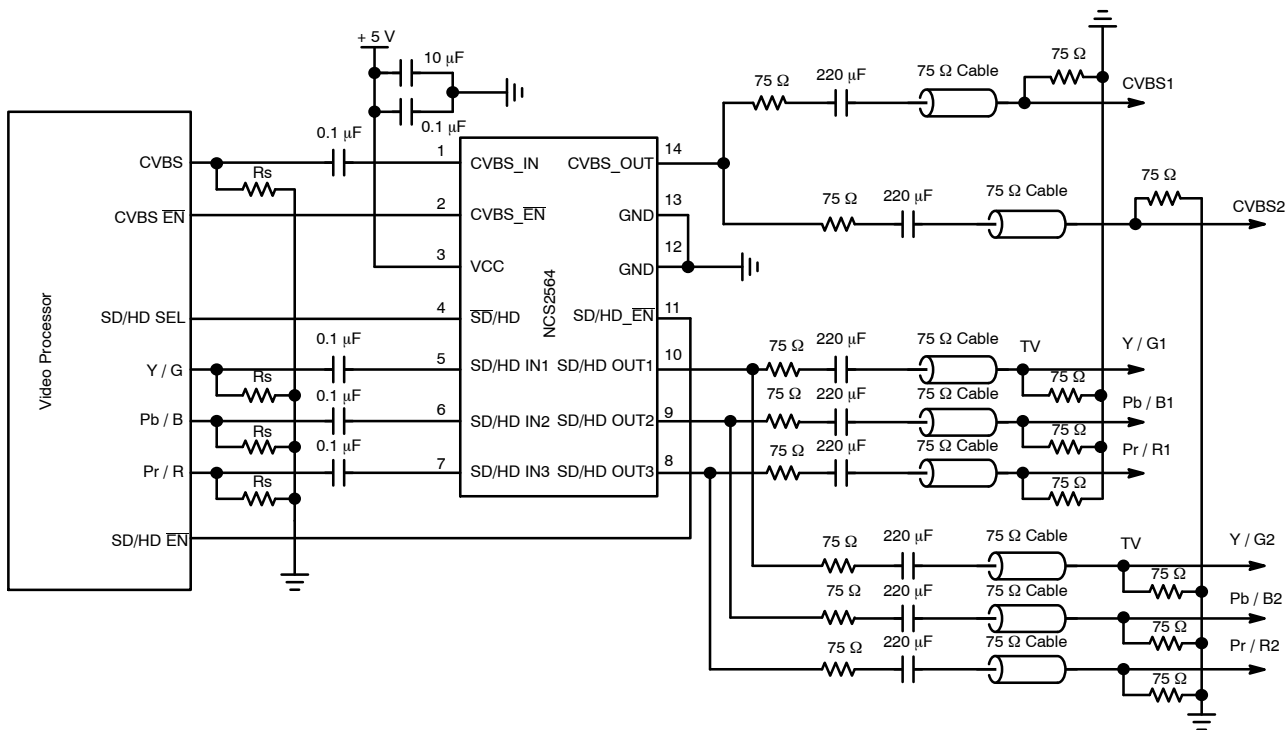 + 5 V
10 μF
0.1 μF
Video Processor
CVBS
CVBS EN
SD/HD SEL
Y / G
Pb / B
Pr / R
SD/HD EN
Rs
Rs
Rs
Rs
0.1 μF
0.1 μF
0.1 μF
0.1 μF
1
2
3
4
5
6
7
CVBS_IN
CVBS_EN
VCC
SD/HD
SD/HD IN1
SD/HD IN2
SD/HD IN3
NCS2564
CVBS_OUT
GND
GND
SD/HD_EN
SD/HD OUT1
SD/HD OUT2
SD/HD OUT3
14
13
12
11
10
9
8
75 Ω
220 μF
75 Ω Cable
75 Ω
CVBS1
75 Ω
220 μF
75 Ω Cable
75 Ω
CVBS2
75 Ω
220 μF
75 Ω Cable
TV
75 Ω
Y / G1
75 Ω
220 μF
75 Ω Cable
75 Ω
Pb / B1
75 Ω
220 μF
75 Ω Cable
75 Ω
Pr / R1
75 Ω
220 μF
75 Ω Cable
TV
75 Ω
Y / G2
75 Ω
220 μF
75 Ω Cable
75 Ω
Pb / B2
75 Ω
220 μF
75 Ω Cable
75 Ω
Pr / R2